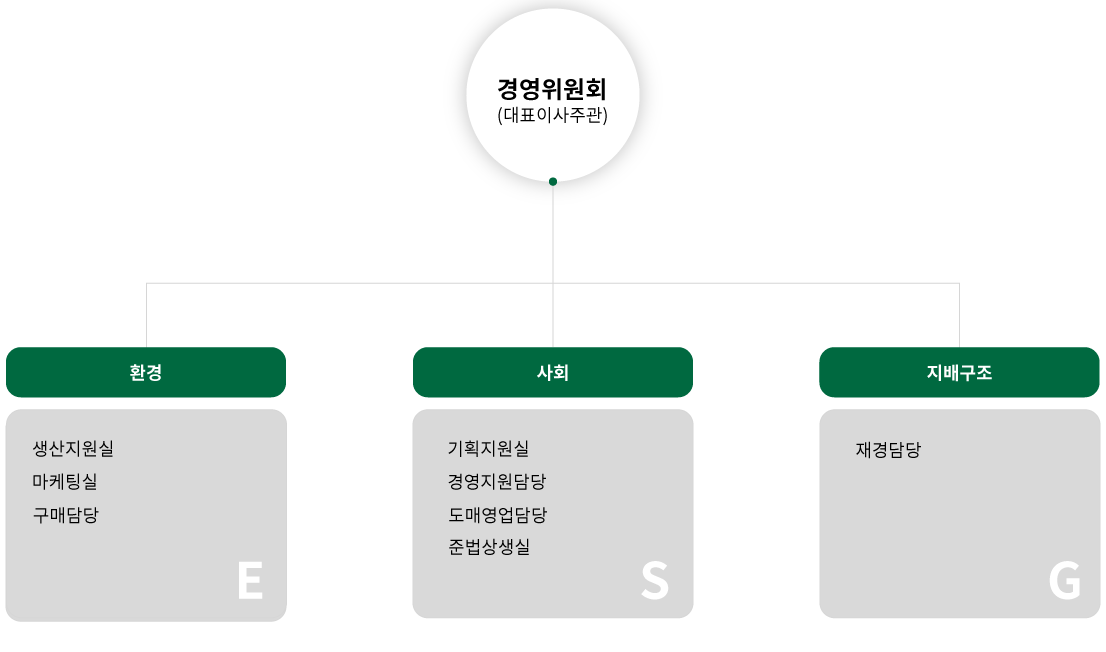 경영위원회
(대표이사주관)
환경
생산지원실
마케팅실
구매담당
E
사회
기획지원실
경영지원담당
도매영업담당
준법상생실
S
지배구조
재경담당
G